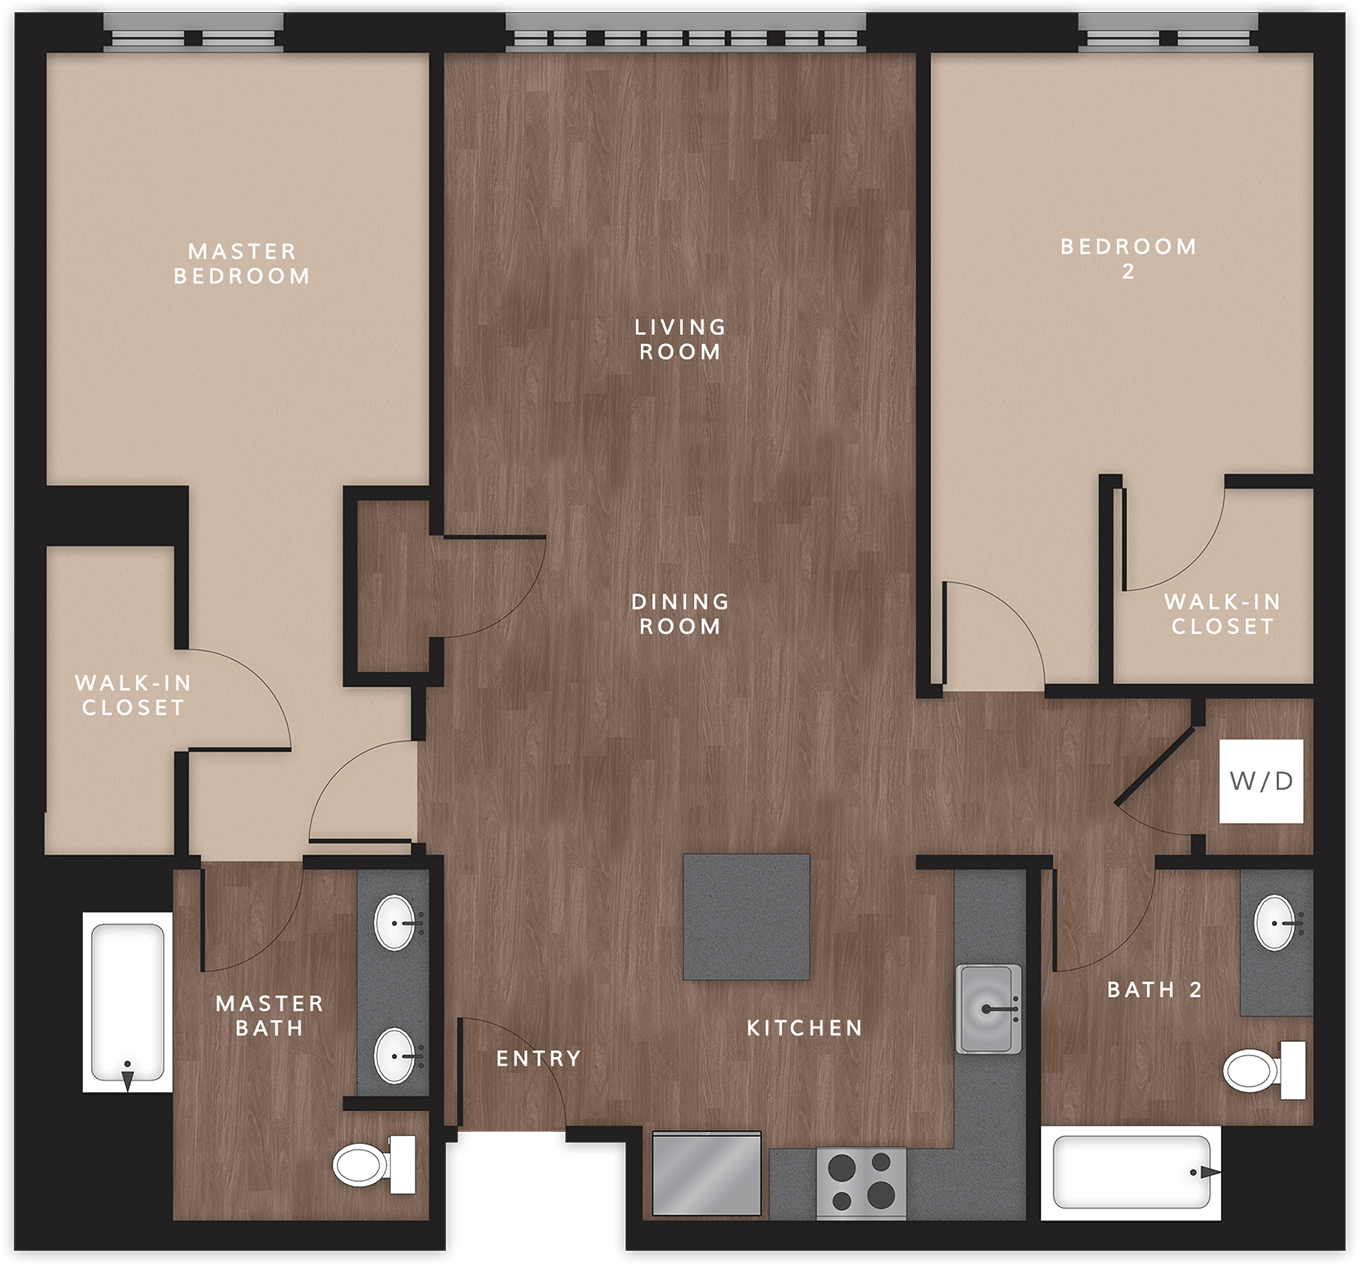 MASTER
BEDROOM
BEDROOM
2
LIVING
ROOM
DINING
ROOM
WALK-IN
CLOSET
WALK-IN
CLOSET
W/D
MASTER
BATH
ENTRY
KITCHEN
BATH 2